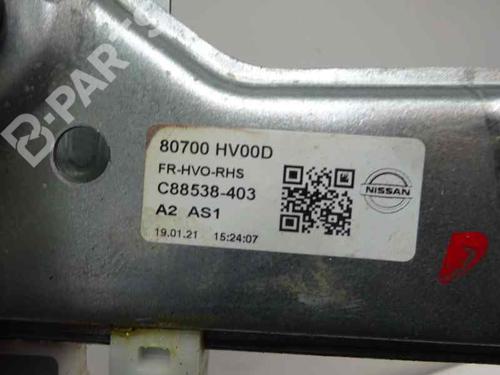 B-PARTS
80700 HV00D
FR-HVO-RHS
C88538-403
NISSAN
A2 AS1
19.01.21 15:24:07